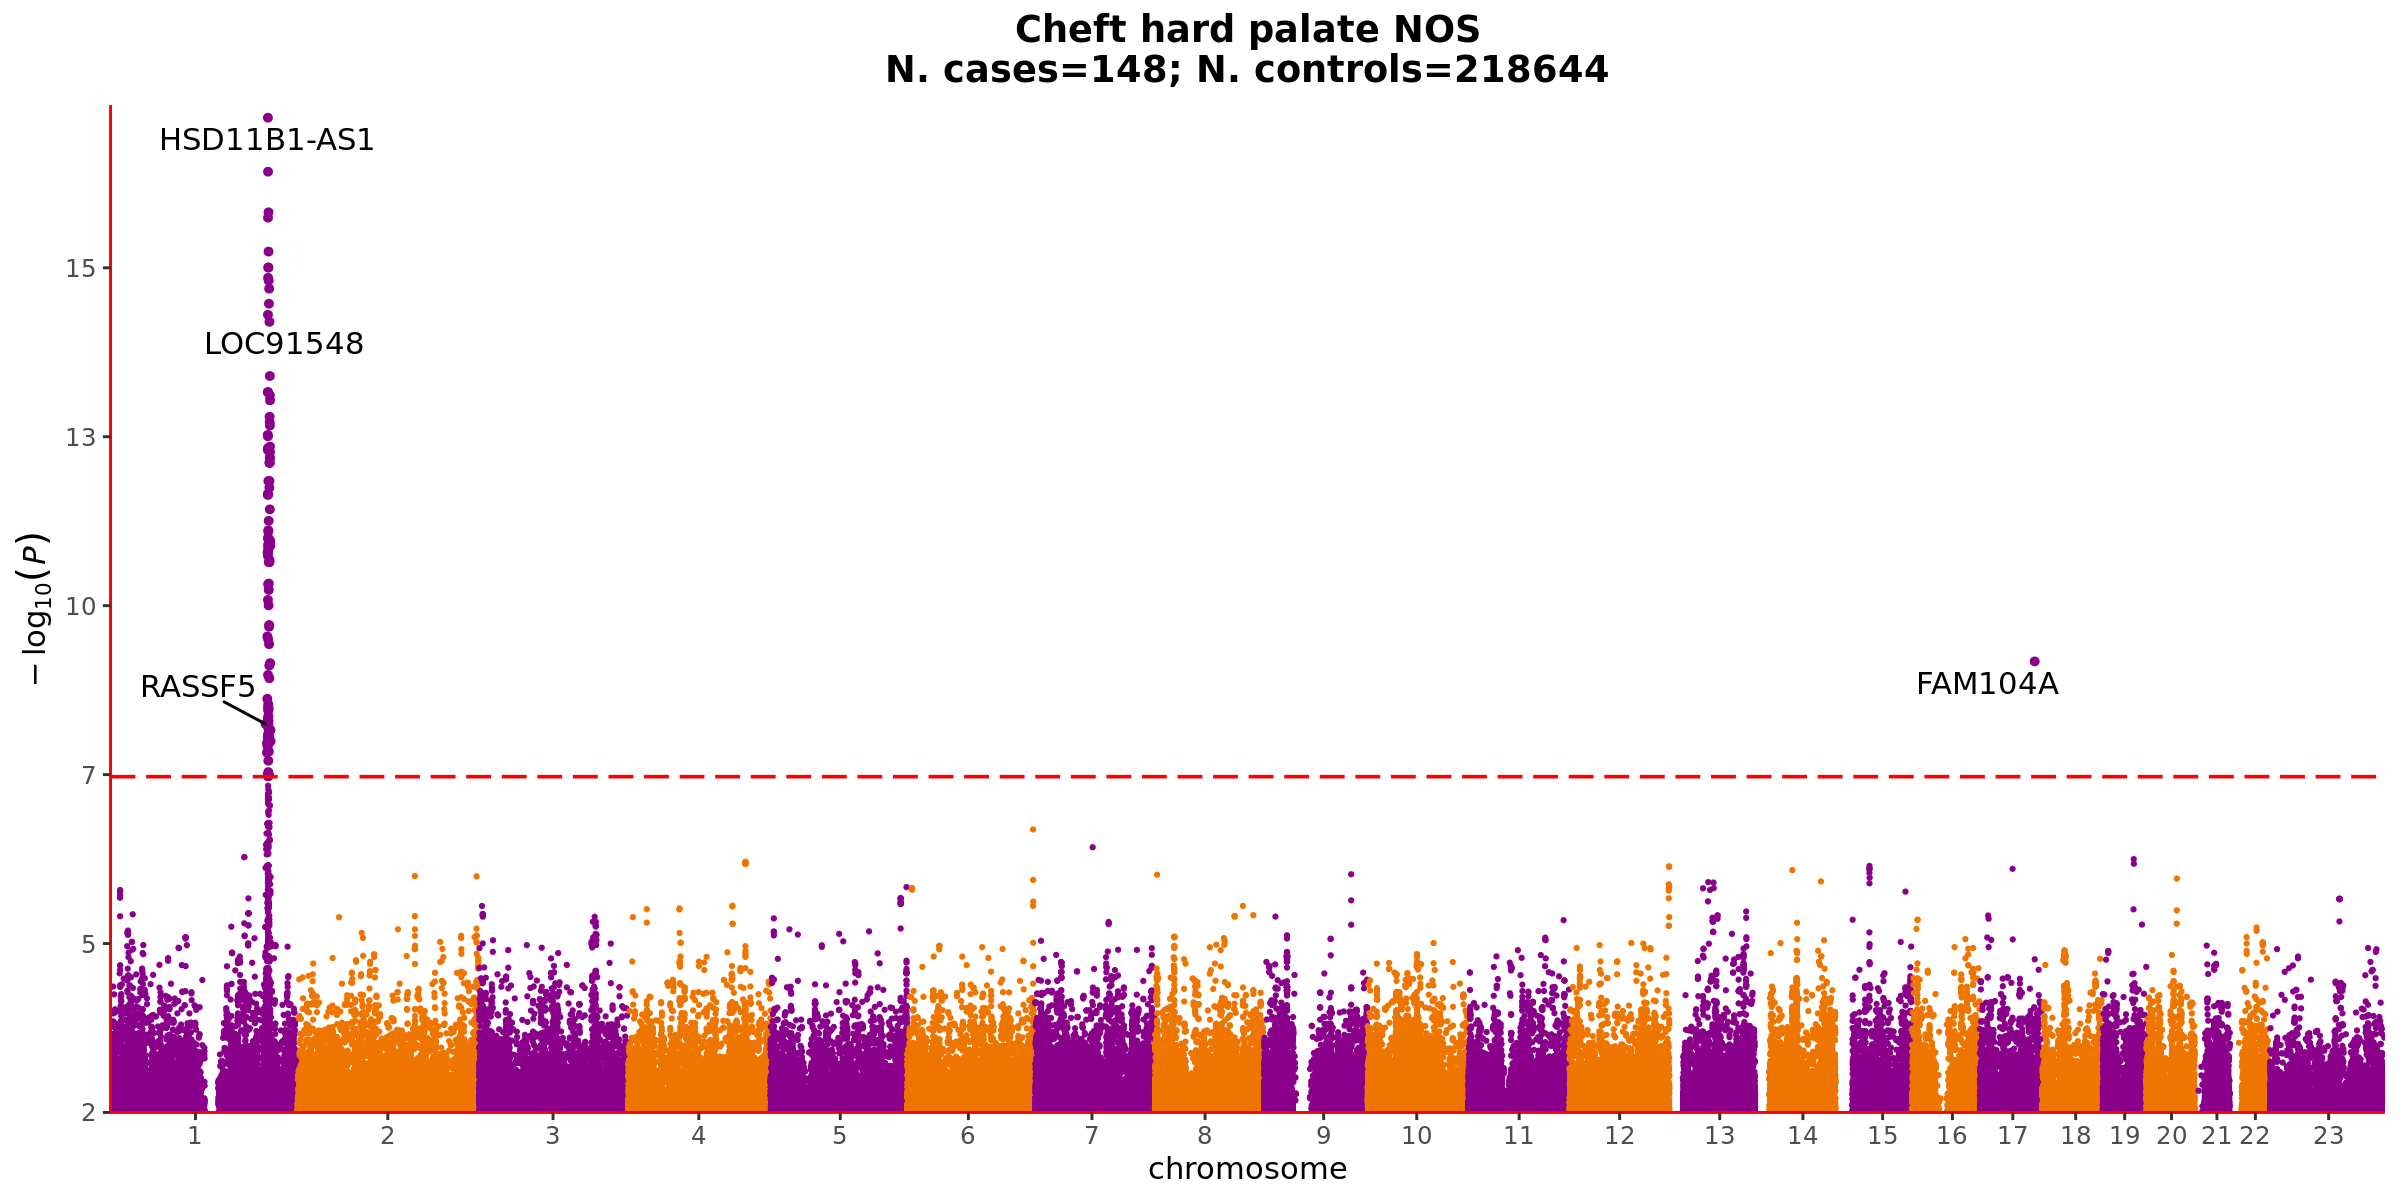 Cheft hard palate NOS
N. cases=148; N. controls=218644
HSD11B1-AS1
15
LOC91548
13
− log10(P)
10
RASSF5
FAM104A
7
5
2
1 2 3 4 5 6 7 8 9 10 11 12 13 14 15 16 17 18 19 20 21 22 23
chromosome